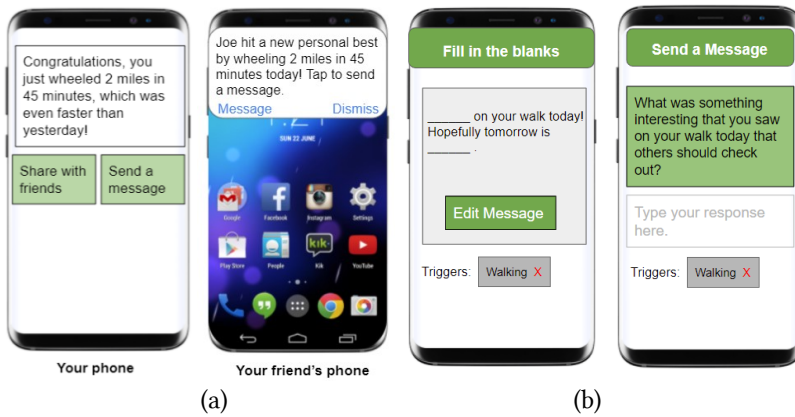 Congratulations, you
just wheeled 2 miles in
45 minutes, which was
even faster than
yesterday!
Share with
friends
Send a
message
Your phone
Joe hit a new personal best
by wheeling 2 miles in 45
minutes today! Tap to send
a message.
Message Dismiss
SUN 22 JUNE
Google Facebook Instagram Settings
Play Store People Kik YouTube
kik
Your friend's phone
(a)
Fill in the blanks
______ on your walk today!
Hopefully tomorrow is
______ .
Edit Message
Triggers: Walking X
Send a Message
What was something
interesting that you saw
on your walk today that
others should check
out?
Type your response
here.
Triggers: Walking X
(b)